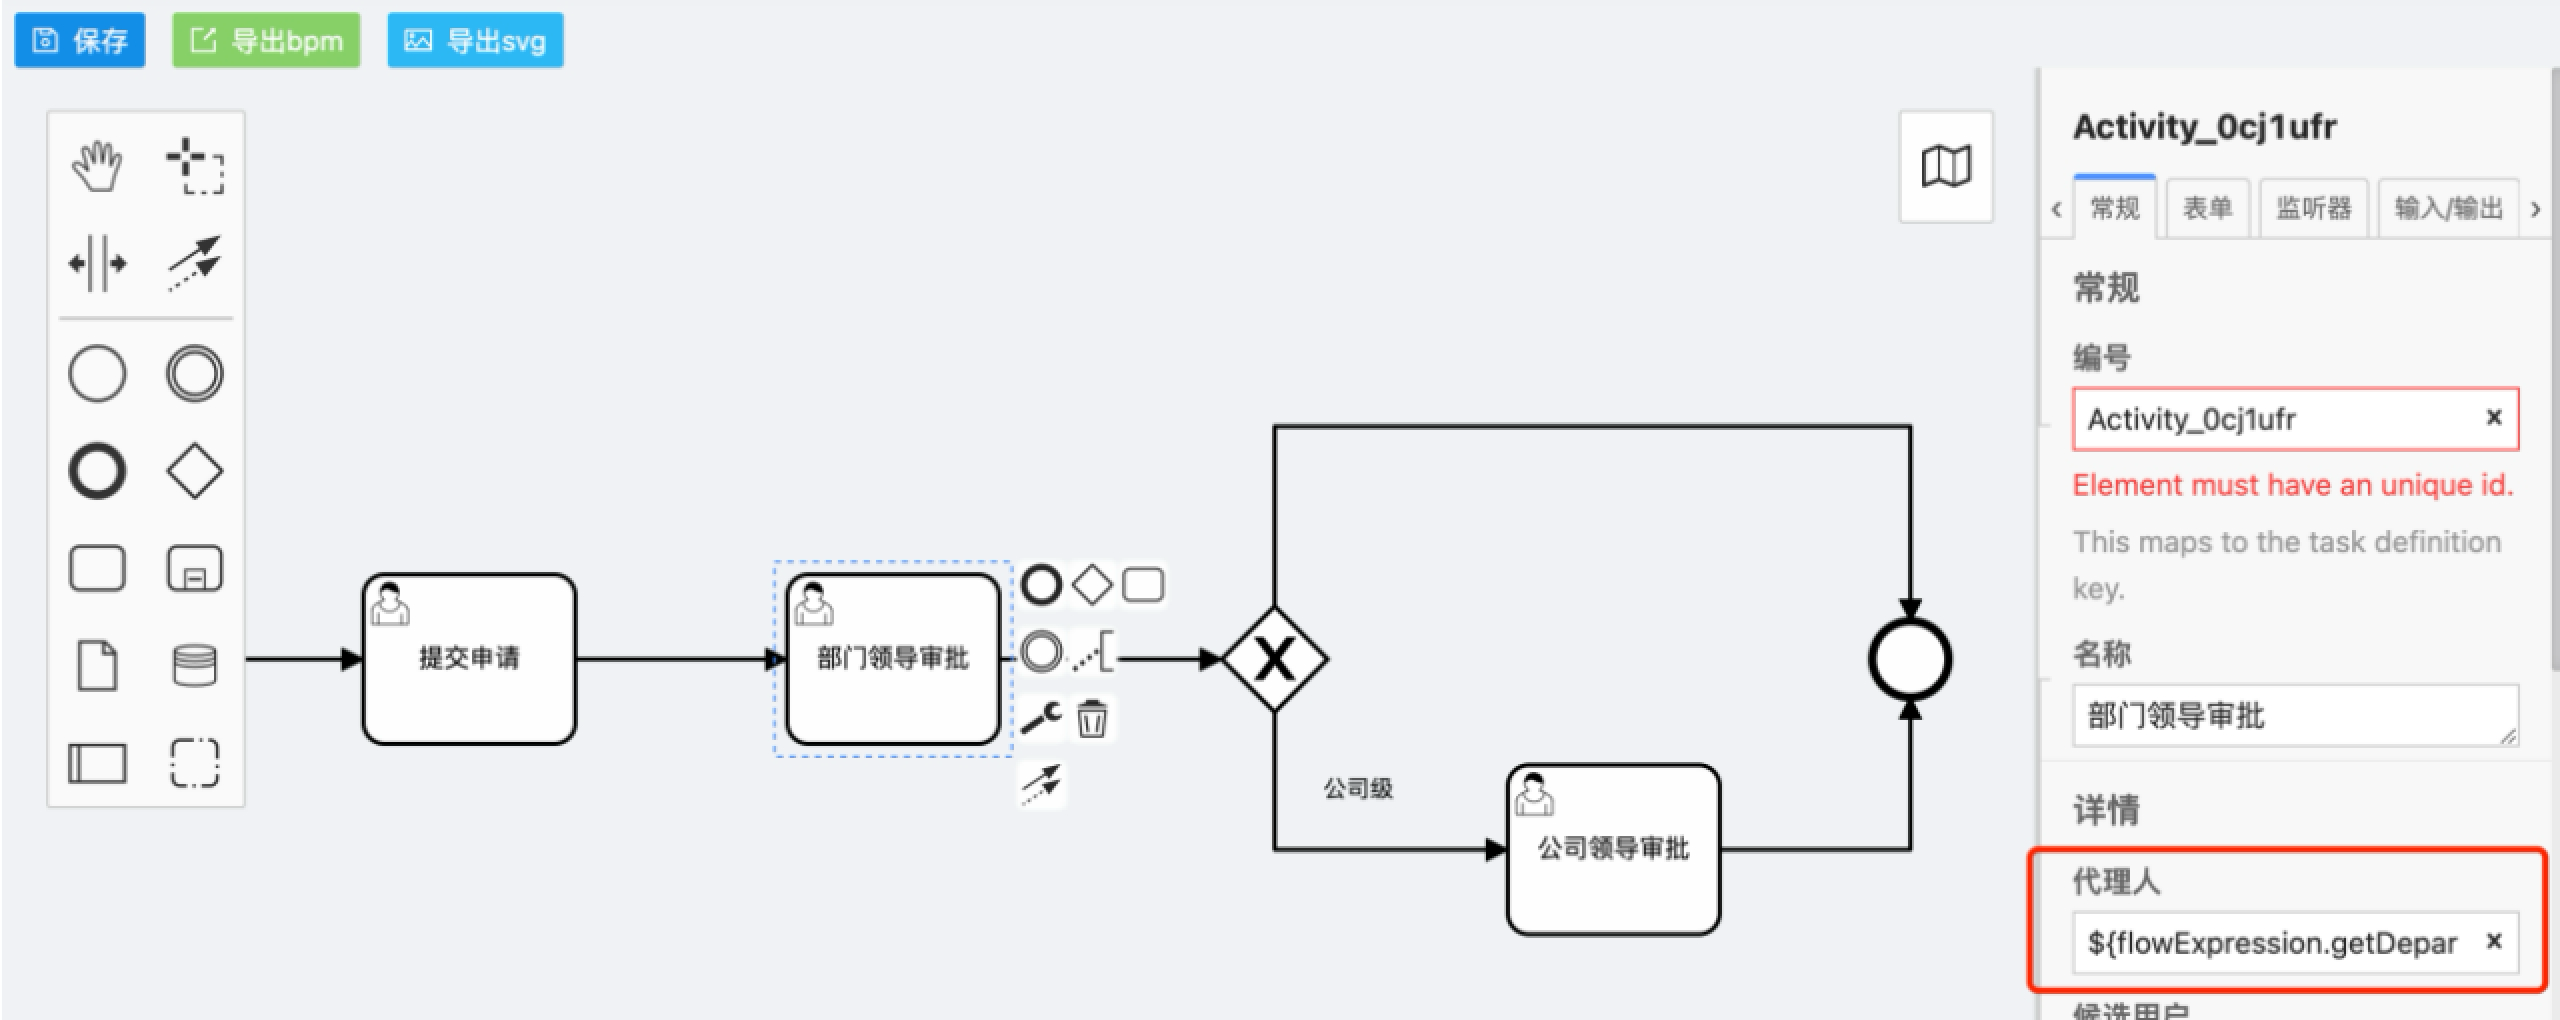 保存
导出bpm
导出svg
提交申请
部门领导审批
公司级
公司领导审批
Activity_0cj1ufr
常规
表单
监听器
输入/输出
常规
编号
Activity_0cj1ufr
Element must have an unique id.
This maps to the task definition
key.
名称
部门领导审批
详情
代理人
${flowExpression.getDepar
候选用户